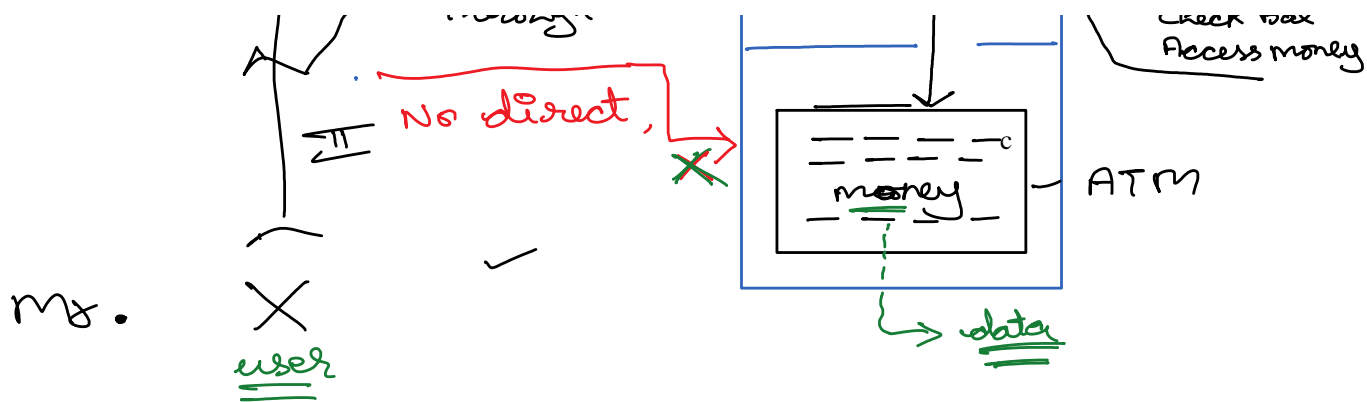 Access money
No direct,
c
money
ATM
Mr. X
user
data